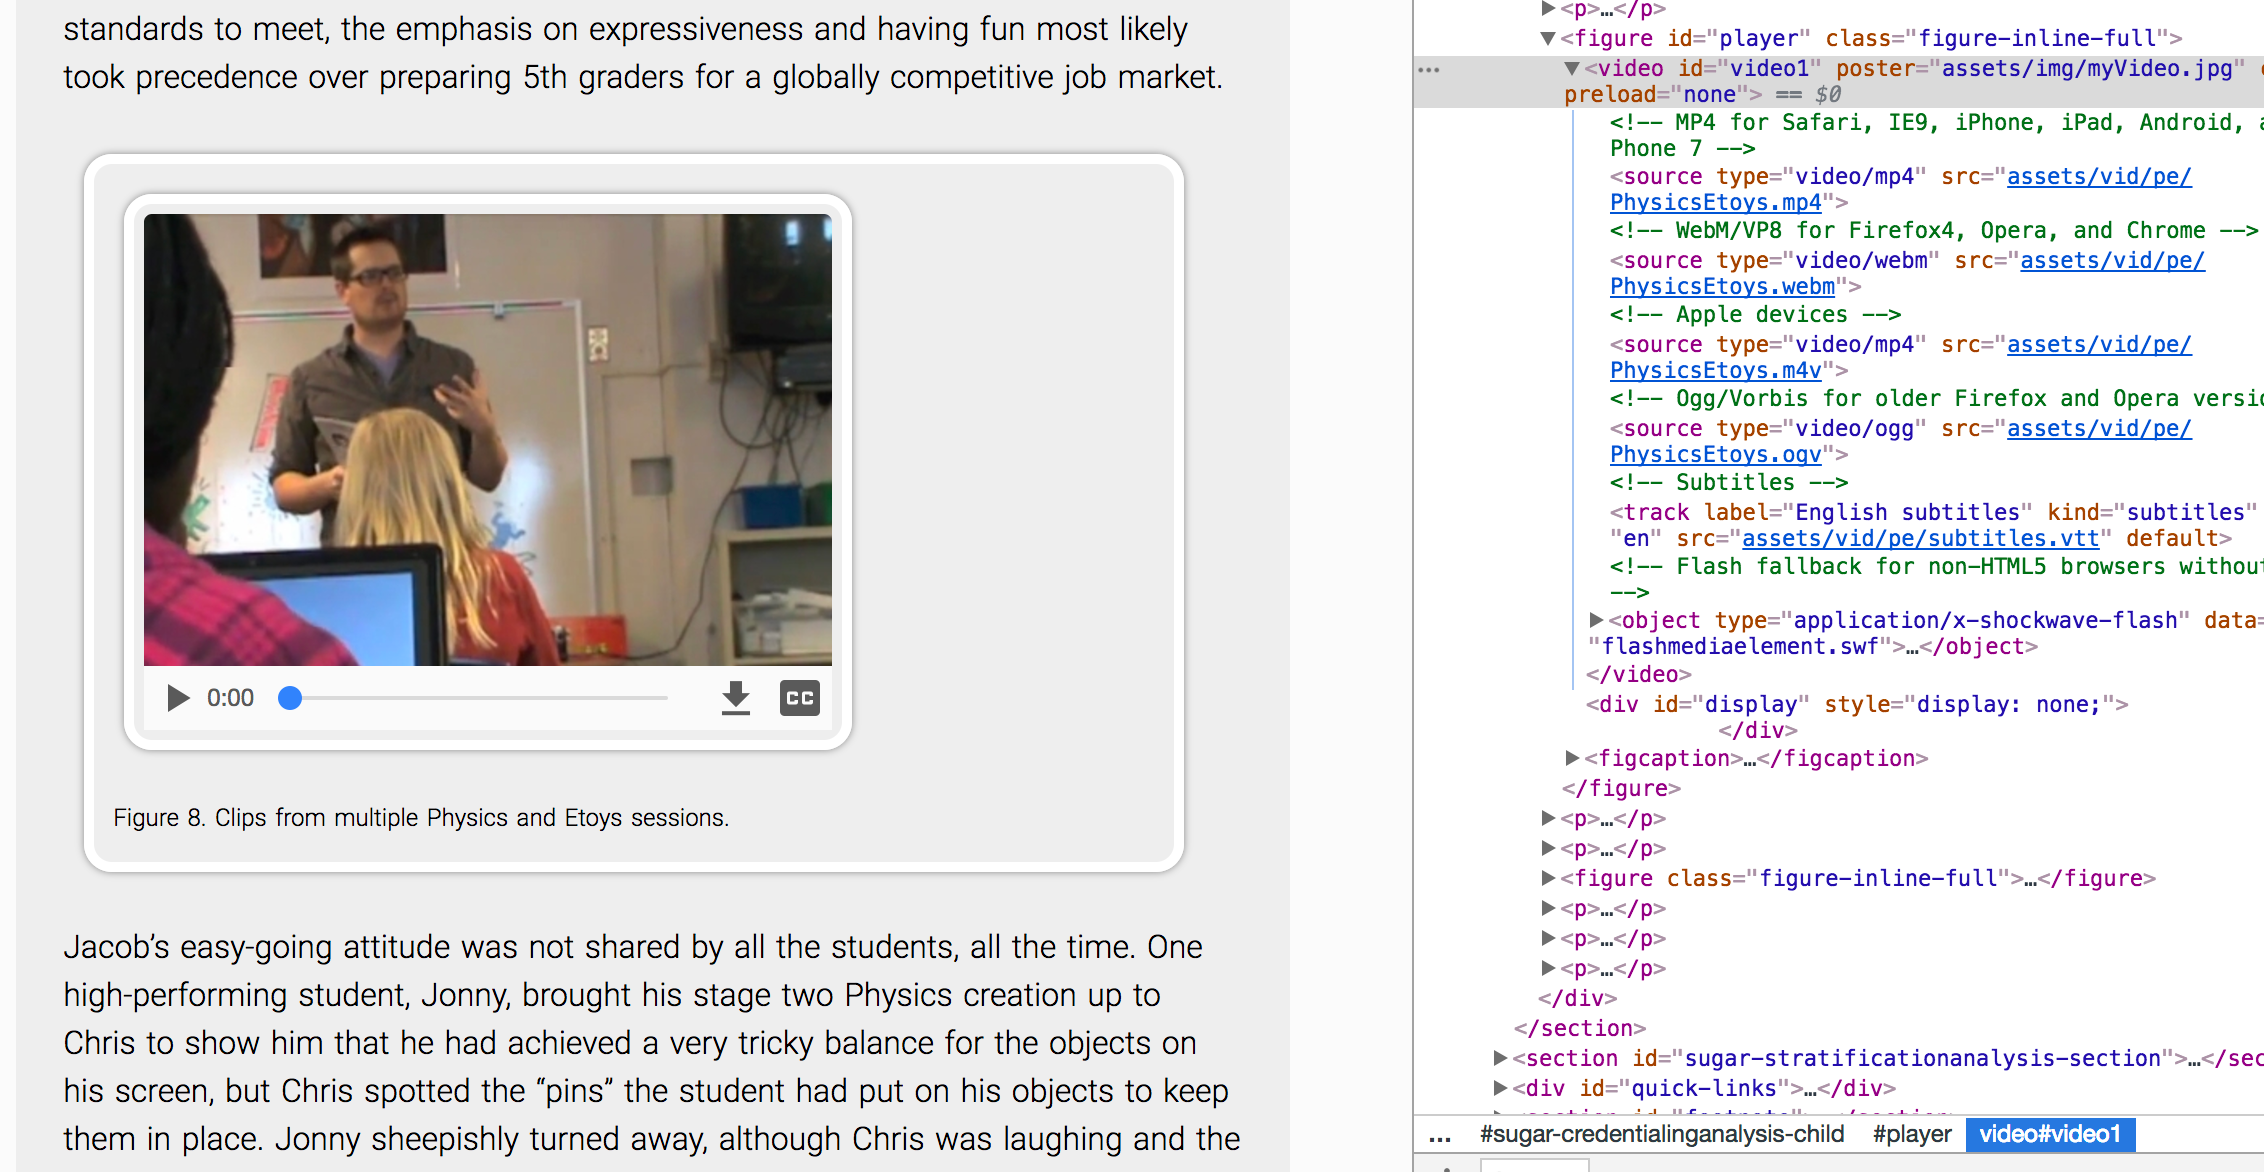 standards to meet, the emphasis on expressiveness and having fun most likely
took precedence over preparing 5th graders for a globally competitive job market.
0:00
CC
Figure 8. Clips from multiple Physics and Etoys sessions.
Jacob’s easy-going attitude was not shared by all the students, all the time. One
high-performing student, Jonny, brought his stage two Physics creation up to
Chris to show him that he had achieved a very tricky balance for the objects on
his screen, but Chris spotted the “pins” the student had put on his objects to keep
them in place. Jonny sheepishly turned away, although Chris was laughing and the
<p>…</p>
<figure id="player" class="figure-inline-full">
<video id="video1" poster="assets/img/myVideo.jpg"
preload="none"> == $0
<!-- MP4 for Safari, IE9, iPhone, iPad, Android,
Phone 7 -->
<source type="video/mp4" src="assets/vid/pe/
PhysicsEtoys.mp4">
<!-- WebM/VP8 for Firefox4, Opera, and Chrome -->
<source type="video/webm" src="assets/vid/pe/
PhysicsEtoys.webm">
<!-- Apple devices -->
<source type="video/mp4" src="assets/vid/pe/
PhysicsEtoys.m4v">
<!-- Ogg/Vorbis for older Firefox and Opera versio
<source type="video/ogg" src="assets/vid/pe/
PhysicsEtoys.ogv">
<!-- Subtitles -->
<track label="English subtitles" kind="subtitles"
"en" src="assets/vid/pe/subtitles.vtt" default>
<!-- Flash fallback for non-HTML5 browsers without
-->
<object type="application/x-shockwave-flash" data=
"flashmediaelement.swf">…</object>
</video>
<div id="display" style="display: none;">
</div>
<figcaption>…</figcaption>
</figure>
<p>…</p>
<p>…</p>
<figure class="figure-inline-full">…</figure>
<p>…</p>
<p>…</p>
<p>…</p>
</div>
</section>
<section id="sugar-stratificationanalysis-section">…</sec
<div id="quick-links">…</div>
... #sugar-credentialinganalysis-child #player video#video1